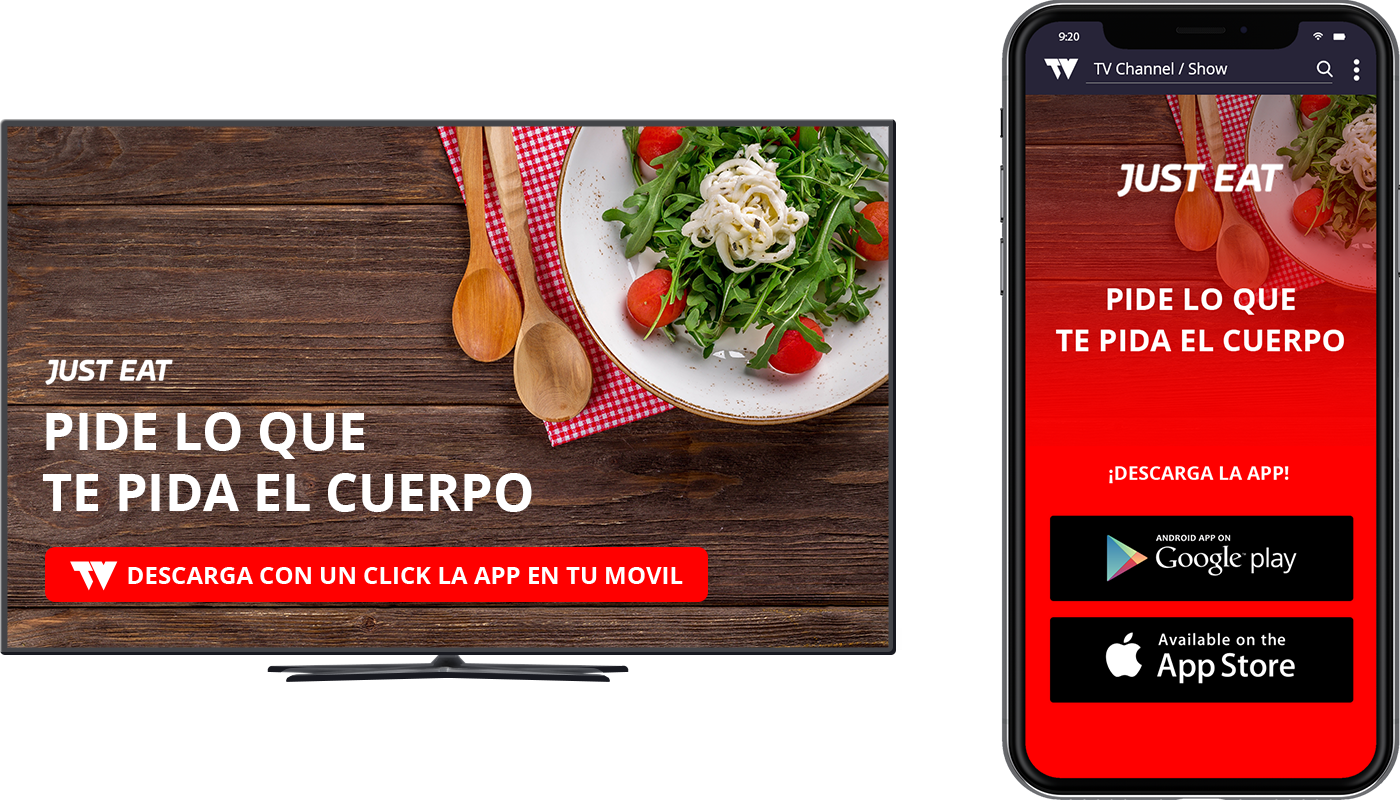 JUST EAT
PIDE LO QUE
TE PIDA EL CUERPO
TV DESCARGA CON UN CLICK LA APP EN TU MOVIL
9:20
TV TV Channel / Show
JUST EAT
PIDE LO QUE
TE PIDA EL CUERPO
¡DESCARGA LA APP!
ANDROID APP ON
Google play
Available on the
App Store